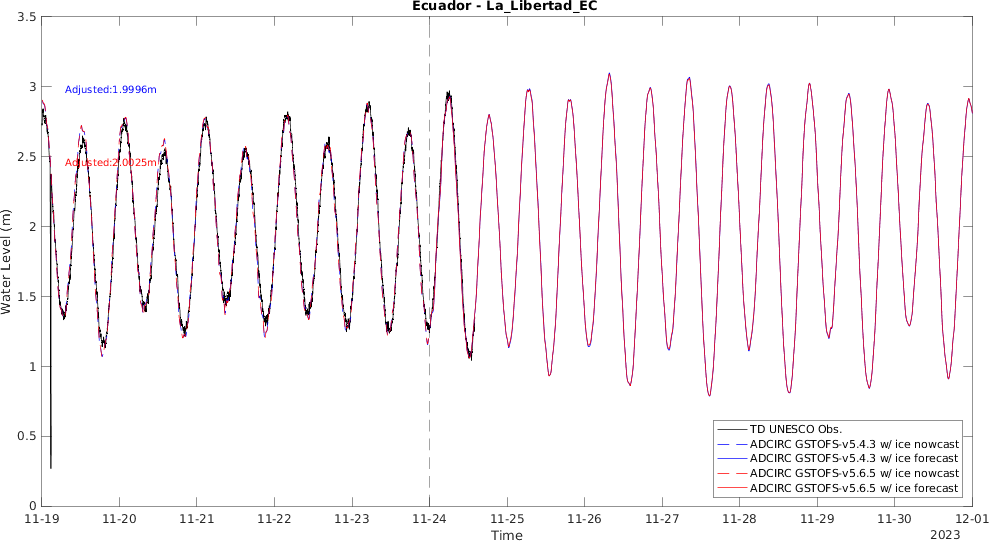 Ecuador - La_Libertad_EC
3.5
3
2.5
2
1.5
1
0.5
0
Water Level (m)
Adjusted:1.9996m
Adjusted:2.0025m
TD UNESCO Obs.
ADCIRC GSTOFS-v5.4.3 w/ ice nowcast
ADCIRC GSTOFS-v5.4.3 w/ ice forecast
ADCIRC GSTOFS-v5.6.5 w/ ice nowcast
ADCIRC GSTOFS-v5.6.5 w/ ice forecast
11-19 11-20 11-21 11-22 11-23 11-24 11-25 11-26 11-27 11-28 11-29 11-30 12-01
Time
2023